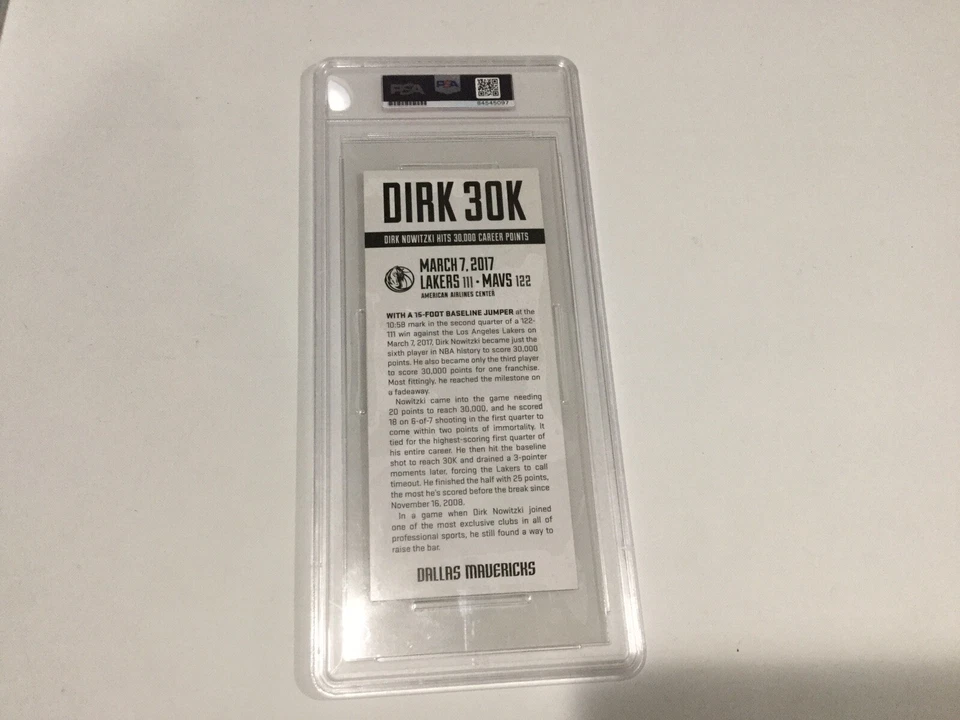 PSA PSA
84545097
DIRK 30K
DIRK NOWITZKI HITS 30,000 CAREER POINTS
MARCH 7, 2017
LAKERS 111 - MAVS 122
AMERICAN AIRLINES CENTER
WITH A 15-FOOT BASELINE JUMPER at the
10:58 mark in the second quarter of a 122-
111 win against the Los Angeles Lakers on
March 7, 2017, Dirk Nowitzki became just the
sixth player in NBA history to score 30,000
points. He also became only the third player
to score 30,000 points for one franchise.
Most fittingly, he reached the milestone on
a fadeaway.
Nowitzki came into the game needing
20 points to reach 30,000, and he scored
18 on 6-of-7 shooting in the first quarter to
come within two points of immortality. It
tied for the highest-scoring first quarter of
his entire career. He then hit the baseline
shot to reach 30K and drained a 3-pointer
moments later, forcing the Lakers to call
timeout. He finished the half with 25 points,
the most he's scored before the break since
November 16, 2008.
In a game when Dirk Nowitzki joined
one of the most exclusive clubs in all of
professional sports, he still found a way to
raise the bar.
DALLAS MAVERICKS